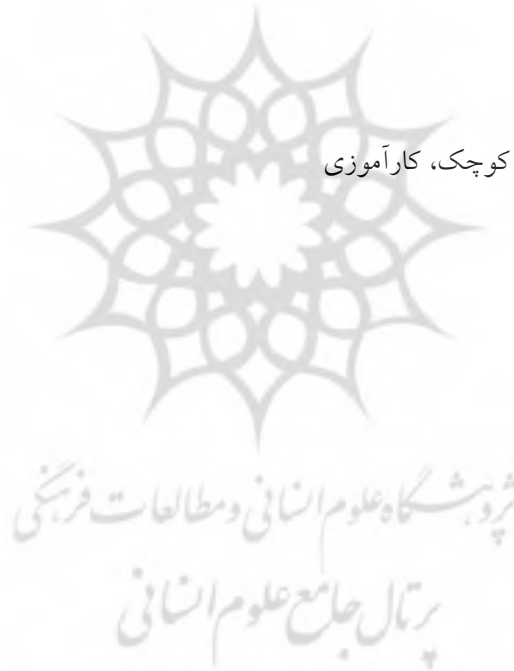 کوچک، کارآموزی
پژوهشگاه علوم انسانی و مطالعات فرهنگی
پرتال جامع علوم انسانی